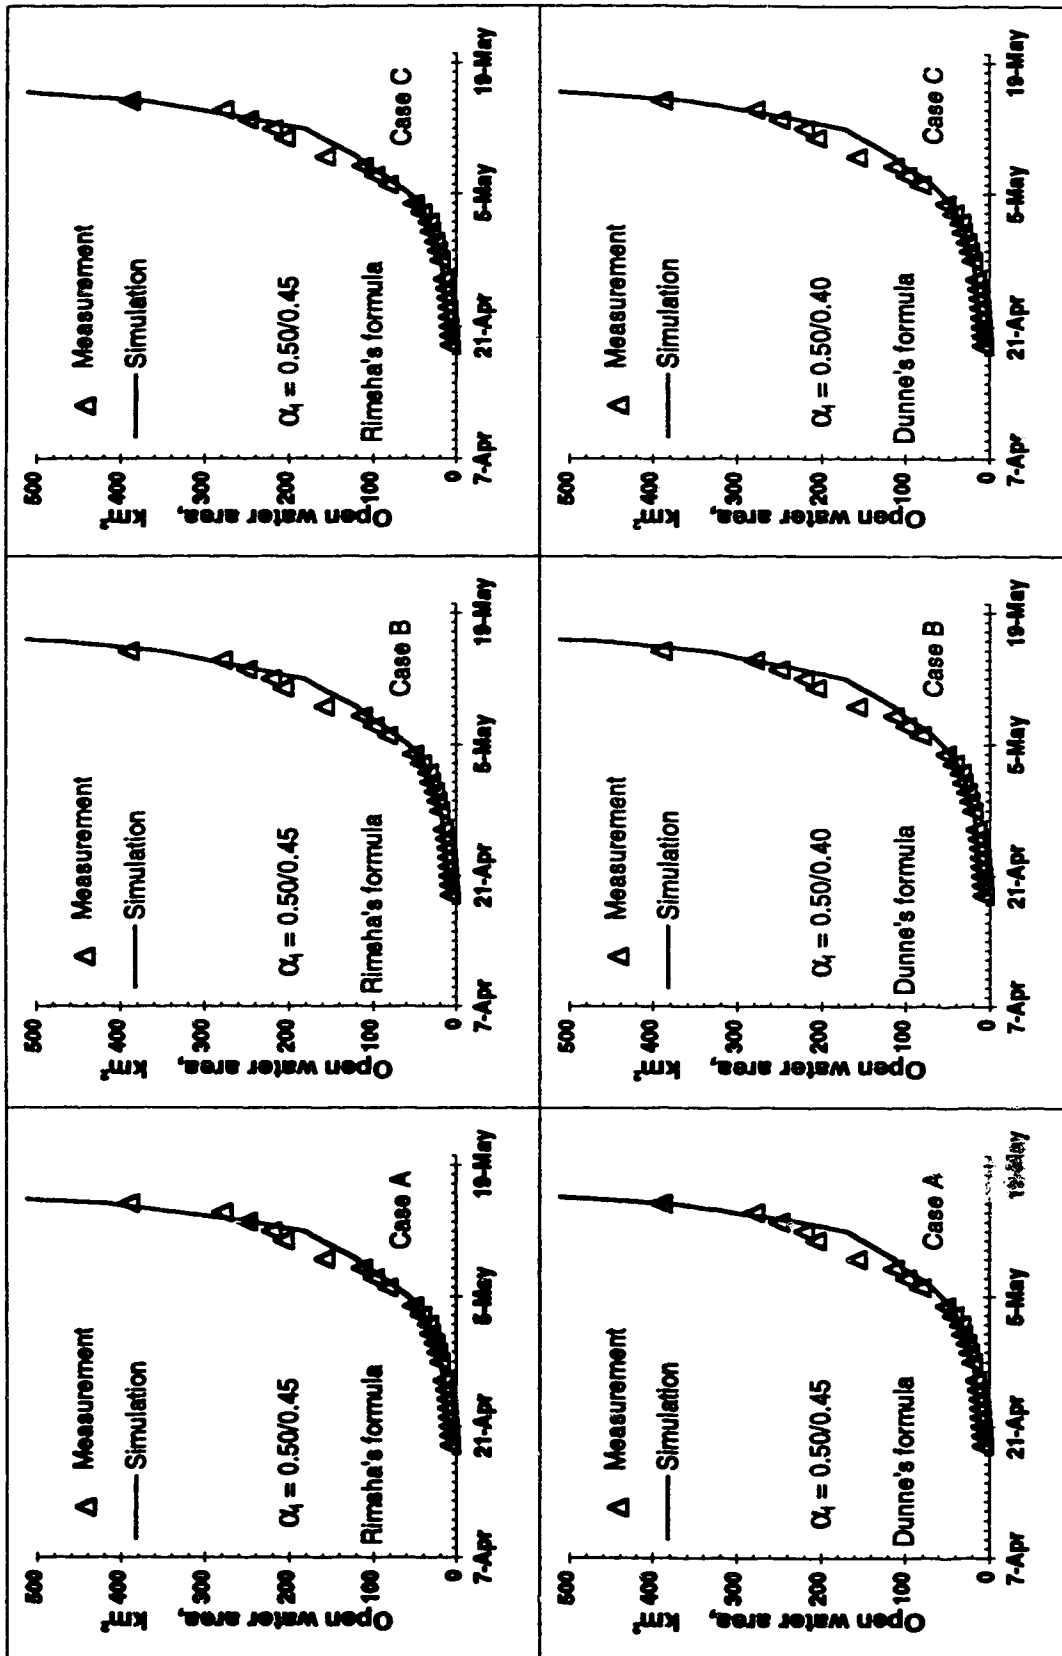 Open water area,
km²
500
400
300
200
100
0
Δ Measurement
Simulation
α₁ = 0.50/0.45
Rimsha's formula
Case A
7-Apr 21-Apr 5-May 19-May
Open water area,
km²
500
400
300
200
100
0
Δ Measurement
Simulation
α₁ = 0.50/0.45
Rimsha's formula
Case B
7-Apr 21-Apr 5-May 19-May
Open water area,
km²
500
400
300
200
100
0
Δ Measurement
Simulation
α₁ = 0.50/0.45
Rimsha's formula
Case C
7-Apr 21-Apr 5-May 19-May
Open water area,
km²
500
400
300
200
100
0
Δ Measurement
Simulation
α₁ = 0.50/0.45
Dunne's formula
Case A
7-Apr 21-Apr 5-May
Open water area,
km²
500
400
300
200
100
0
Δ Measurement
Simulation
α₁ = 0.50/0.40
Dunne's formula
Case B
7-Apr 21-Apr 5-May 19-May
Open water area,
km²
500
400
300
200
100
0
Δ Measurement
Simulation
α₁ = 0.50/0.40
Dunne's formula
Case C
7-Apr 21-Apr 5-May 19-May